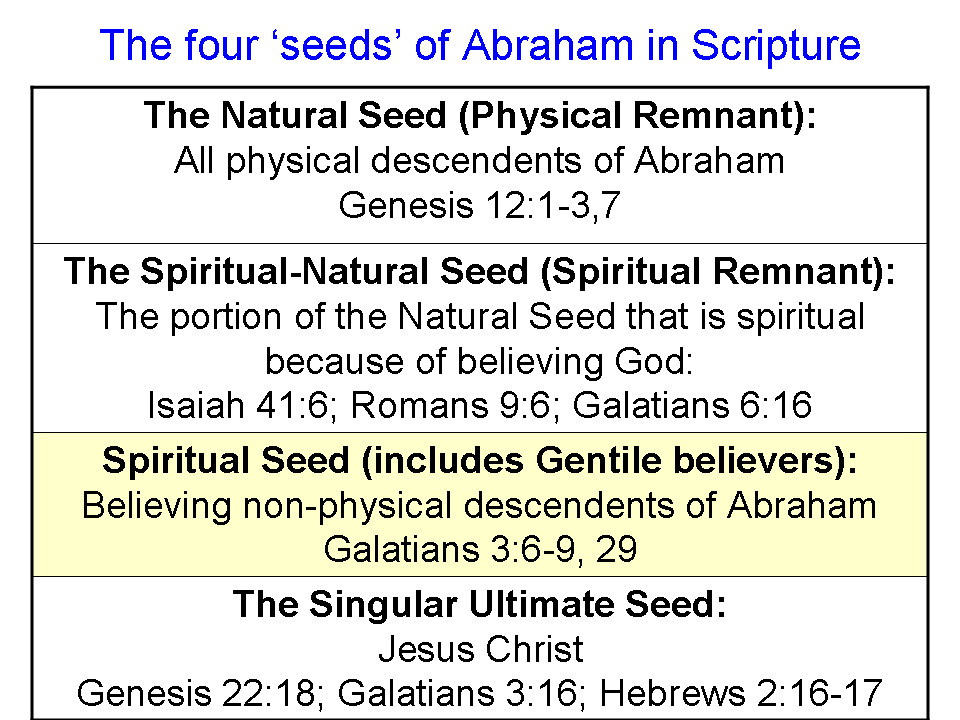 The four ‘seeds’ of Abraham in Scripture
The Natural Seed (Physical Remnant):
All physical descendents of Abraham
Genesis 12:1-3,7
The Spiritual-Natural Seed (Spiritual Remnant):
The portion of the Natural Seed that is spiritual
because of believing God:
Isaiah 41:6; Romans 9:6; Galatians 6:16
Spiritual Seed (includes Gentile believers):
Believing non-physical descendents of Abraham
Galatians 3:6-9, 29
The Singular Ultimate Seed:
Jesus Christ
Genesis 22:18; Galatians 3:16; Hebrews 2:16-17